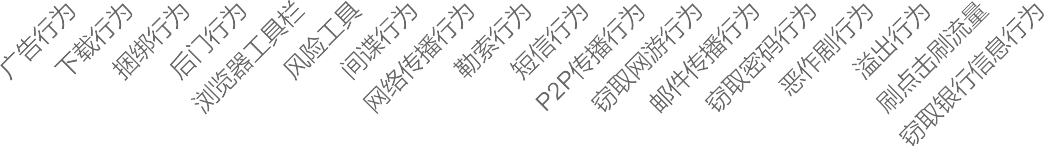 广告行为
下载行为
捆绑行为
后门行为
浏览器工具栏
风险工具
间谍行为
网络传播行为
勒索行为
短信行为
P2P传播行为
窃取网游行为
邮件传播行为
窃取密码行为
恶作剧行为
溢出行为
刷点击刷流量
窃取银行信息行为